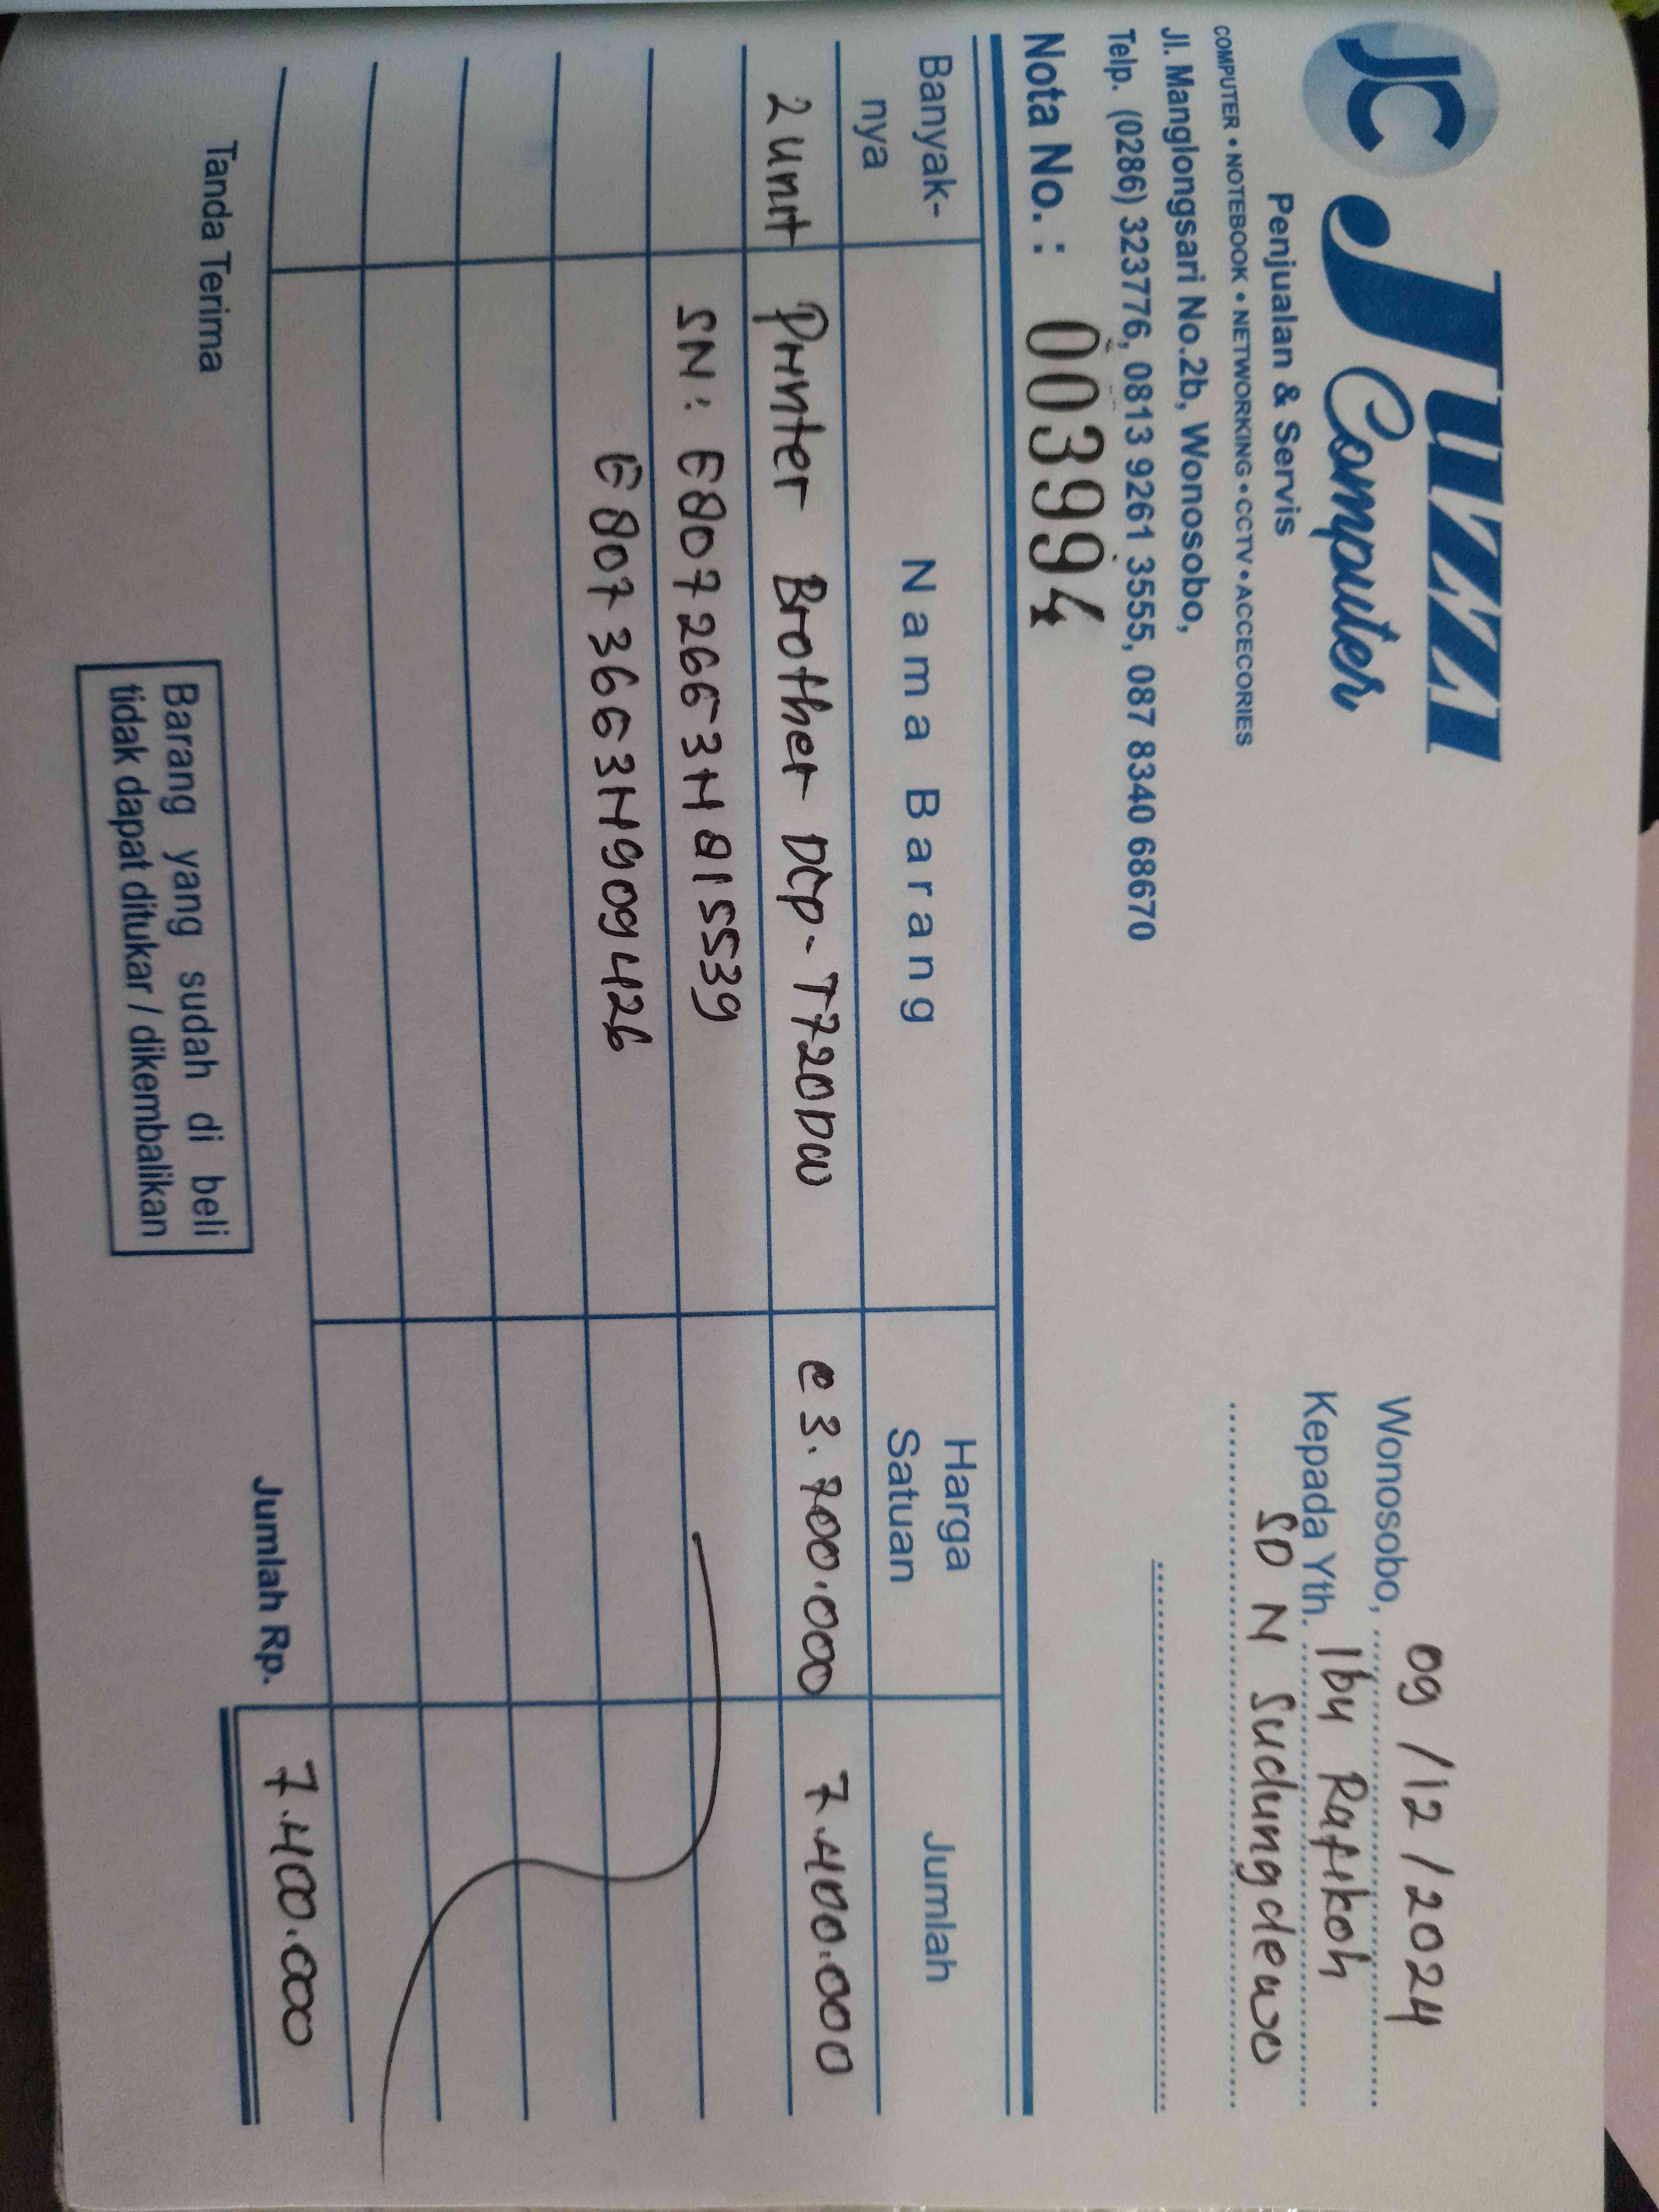 JC JIZZI
Computer
Penjualan & Servis
COMPUTER • NOTEBOOK • NETWORKING • CCTV • ACCECORIES
Jl. Manglongsari No.2b, Wonosobo,
Telp. (0286) 323776, 0813 9261 3555, 087 8340 68670
Nota No. : 003994
Wonosobo, 09/12/2024
Kepada Yth. Ibu Rafikoh
SD N Sudungdewo
Banyak-nya Nama Barang Harga Satuan Jumlah
2 unit Printer Brother DCP-T720DW @ 3.700.000 7.400.000
SN : E80726631H815539
E80736631H909426
Jumlah Rp. 7.400.000
Tanda Terima
Barang yang sudah di beli
tidak dapat ditukar / dikembalikan